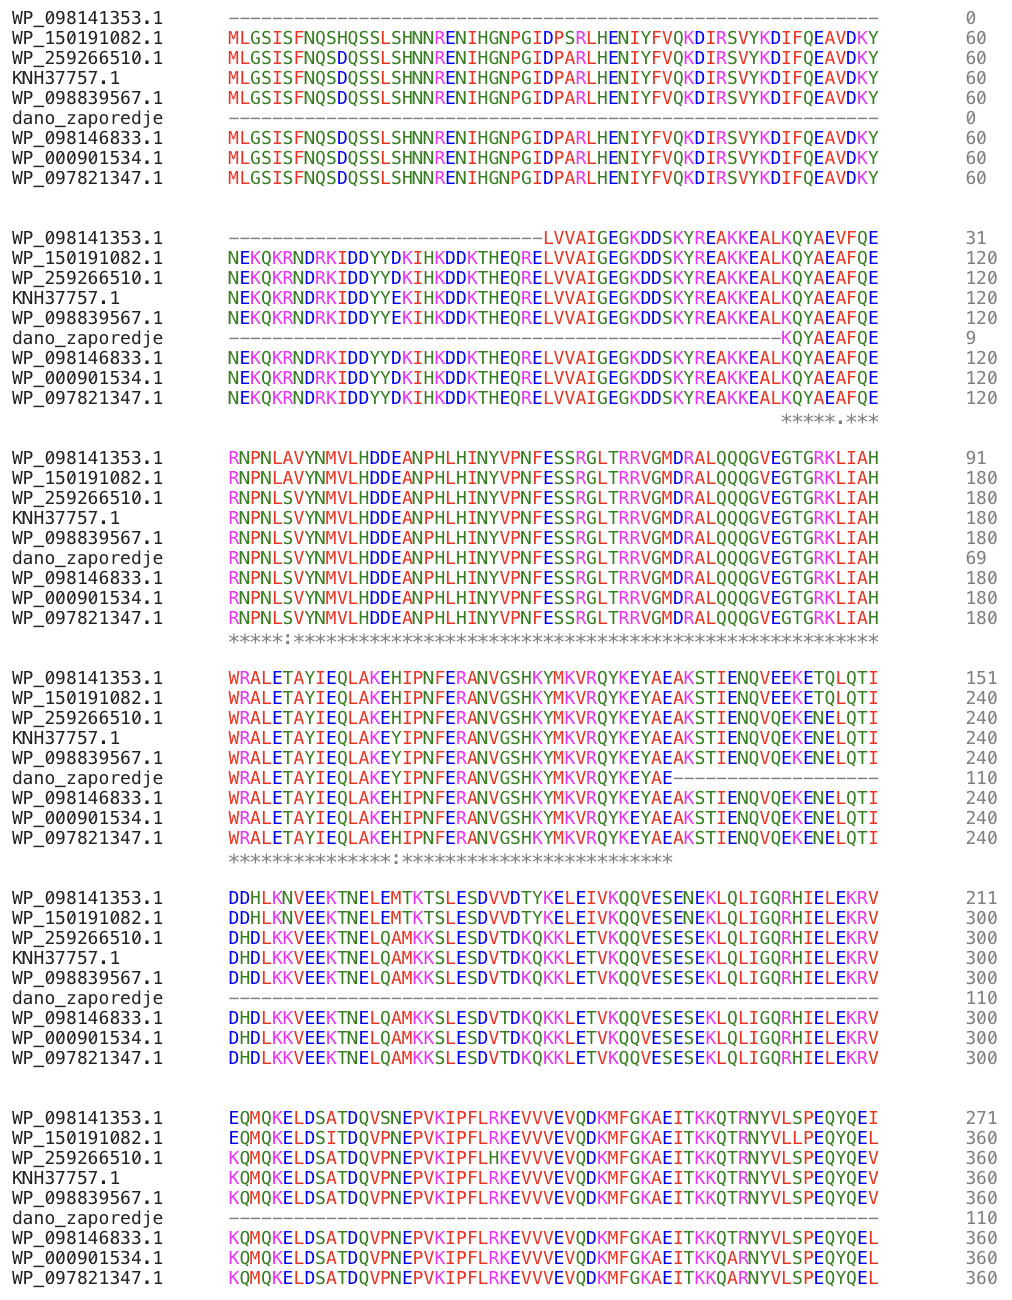 WP_098141353.1 ------------------------------------------------------------ 0
WP_150191082.1 MLGSISFNQSHQSSLSHNNRENIHGNPGIDPSRLHENIYFVQKDIRSVYKDIFQEAVDKY 60
WP_259266510.1 MLGSISFNQSDQSSLSHNNRENIHGNPGIDPARLHENIYFVQKDIRSVYKDIFQEAVDKY 60
KNH37757.1 MLGSISFNQSDQSSLSHNNRENIHGNPGIDPARLHENIYFVQKDIRSVYKDIFQEAVDKY 60
WP_098839567.1 MLGSISFNQSDQSSLSHNNRENIHGNPGIDPARLHENIYFVQKDIRSVYKDIFQEAVDKY 60
dano_zaporedje ------------------------------------------------------------ 0
WP_098146833.1 MLGSISFNQSDQSSLSHNNRENIHGNPGIDPARLHENIYFVQKDIRSVYKDIFQEAVDKY 60
WP_000901534.1 MLGSISFNQSDQSSLSHNNRENIHGNPGIDPARLHENIYFVQKDIRSVYKDIFQEAVDKY 60
WP_097821347.1 MLGSISFNQSDQSSLSHNNRENIHGNPGIDPARLHENIYFVQKDIRSVYKDIFQEAVDKY 60
WP_098141353.1 -----------------------------LVVAIGEGKDDSKYREAKKEALKQYAEVFQE 31
WP_150191082.1 NEKQKRNDRKIDDYYDKIHKDDKTHEQRELVVAIGEGKDDSKYREAKKEALKQYAEAFQE 120
WP_259266510.1 NEKQKRNDRKIDDYYDKIHKDDKTHEQRELVVAIGEGKDDSKYREAKKEALKQYAEAFQE 120
KNH37757.1 NEKQKRNDRKIDDYYEKIHKDDKTHEQRELVVAIGEGKDDSKYREAKKEALKQYAEAFQE 120
WP_098839567.1 NEKQKRNDRKIDDYYEKIHKDDKTHEQRELVVAIGEGKDDSKYREAKKEALKQYAEAFQE 120
dano_zaporedje ---------------------------------------------------KQYAEAFQE 9
WP_098146833.1 NEKQKRNDRKIDDYYDKIHKDDKTHEQRELVVAIGEGKDDSKYREAKKEALKQYAEAFQE 120
WP_000901534.1 NEKQKRNDRKIDDYYDKIHKDDKTHEQRELVVAIGEGKDDSKYREAKKEALKQYAEAFQE 120
WP_097821347.1 NEKQKRNDRKIDDYYDKIHKDDKTHEQRELVVAIGEGKDDSKYREAKKEALKQYAEAFQE 120
*****.***
WP_098141353.1 RNPNLAVYNMVLHDDEANPHLHINYVPNFESSRGLTRRVGMDRALQQQGVEGTGRKLIAH 91
WP_150191082.1 RNPNLAVYNMVLHDDEANPHLHINYVPNFESSRGLTRRVGMDRALQQQGVEGTGRKLIAH 180
WP_259266510.1 RNPNLSVYNMVLHDDEANPHLHINYVPNFESSRGLTRRVGMDRALQQQGVEGTGRKLIAH 180
KNH37757.1 RNPNLSVYNMVLHDDEANPHLHINYVPNFESSRGLTRRVGMDRALQQQGVEGTGRKLIAH 180
WP_098839567.1 RNPNLSVYNMVLHDDEANPHLHINYVPNFESSRGLTRRVGMDRALQQQGVEGTGRKLIAH 180
dano_zaporedje RNPNLSVYNMVLHDDEANPHLHINYVPNFESSRGLTRRVGMDRALQQQGVEGTGRKLIAH 69
WP_098146833.1 RNPNLSVYNMVLHDDEANPHLHINYVPNFESSRGLTRRVGMDRALQQQGVEGTGRKLIAH 180
WP_000901534.1 RNPNLSVYNMVLHDDEANPHLHINYVPNFESSRGLTRRVGMDRALQQQGVEGTGRKLIAH 180
WP_097821347.1 RNPNLSVYNMVLHDDEANPHLHINYVPNFESSRGLTRRVGMDRALQQQGVEGTGRKLIAH 180
*****:******************************************************
WP_098141353.1 WRALETAYIEQLAKEHIPNFERANVGSHKYMKVRQYKEYAEAKSTIENQVEEKETQLQTI 151
WP_150191082.1 WRALETAYIEQLAKEHIPNFERANVGSHKYMKVRQYKEYAEAKSTIENQVEEKETQLQTI 240
WP_259266510.1 WRALETAYIEQLAKEYIPNFERANVGSHKYMKVRQYKEYAEAKSTIENQVQEKENELQTI 240
KNH37757.1 WRALETAYIEQLAKEYIPNFERANVGSHKYMKVRQYKEYAEAKSTIENQVQEKENELQTI 240
WP_098839567.1 WRALETAYIEQLAKEYIPNFERANVGSHKYMKVRQYKEYAEAKSTIENQVQEKENELQTI 240
dano_zaporedje WRALETAYIEQLAKEYIPNFERANVGSHKYMKVRQYKEYAE------------------- 110
WP_098146833.1 WRALETAYIEQLAKEHIPNFERANVGSHKYMKVRQYKEYAEAKSTIENQVQEKENELQTI 240
WP_000901534.1 WRALETAYIEQLAKEHIPNFERANVGSHKYMKVRQYKEYAEAKSTIENQVQEKENELQTI 240
WP_097821347.1 WRALETAYIEQLAKEHIPNFERANVGSHKYMKVRQYKEYAEAKSTIENQVQEKENELQTI 240
***************:*************************
WP_098141353.1 DDHLKNVEEKTNELEMTKTSLESDVVDTYKELEIVKQQVESENEKLQLIGQRHIELEKRV 211
WP_150191082.1 DDHLKNVEEKTNELEMTKTSLESDVVDTYKELEIVKQQVESENEKLQLIGQRHIELEKRV 300
WP_259266510.1 DHDLKKVEEKTNELQAMKKSLESDVTDKQKKLETVKQQVESESEKLQLIGQRHIELEKRV 300
KNH37757.1 DHDLKKVEEKTNELQAMKKSLESDVTDKQKKLETVKQQVESESEKLQLIGQRHIELEKRV 300
WP_098839567.1 DHDLKKVEEKTNELQAMKKSLESDVTDKQKKLETVKQQVESESEKLQLIGQRHIELEKRV 300
dano_zaporedje ------------------------------------------------------------ 110
WP_098146833.1 DHDLKKVEEKTNELQAMKKSLESDVTDKQKKLETVKQQVESESEKLQLIGQRHIELEKRV 300
WP_000901534.1 DHDLKKVEEKTNELQAMKKSLESDVTDKQKKLETVKQQVESESEKLQLIGQRHIELEKRV 300
WP_097821347.1 DHDLKKVEEKTNELQAMKKSLESDVTDKQKKLETVKQQVESESEKLQLIGQRHIELEKRV 300
WP_098141353.1 EQMQKELDSATDQVSNEPVKIPFLRKEVVVEVQDKMFGKAEITKKQTRNYVLSPEQYQEI 271
WP_150191082.1 EQMQKELDSITDQVPNEPVKIPFLRKEVVVEVQDKMFGKAEITKKQTRNYVLLPEQYQEL 360
WP_259266510.1 KQMQKELDSATDQVPNEPVKIPFLHKEVVVEVQDKMFGKAEITKKQTRNYVLSPEQYQEV 360
KNH37757.1 KQMQKELDSATDQVPNEPVKIPFLRKEVVVEVQDKMFGKAEITKKQTRNYVLSPEQYQEV 360
WP_098839567.1 KQMQKELDSATDQVPNEPVKIPFLRKEVVVEVQDKMFGKAEITKKQTRNYVLSPEQYQEV 360
dano_zaporedje ------------------------------------------------------------ 110
WP_098146833.1 KQMQKELDSATDQVPNEPVKIPFLRKEVVVEVQDKMFGKAEITKKQTRNYVLSPEQYQEL 360
WP_000901534.1 KQMQKELDSATDQVPNEPVKIPFLRKEVVVEVQDKMFGKAEITKKQARNYVLSPEQYQEL 360
WP_097821347.1 KQMQKELDSATDQVPNEPVKIPFLRKEVVVEVQDKMFGKAEITKKQARNYVLSPEQYQEL 360